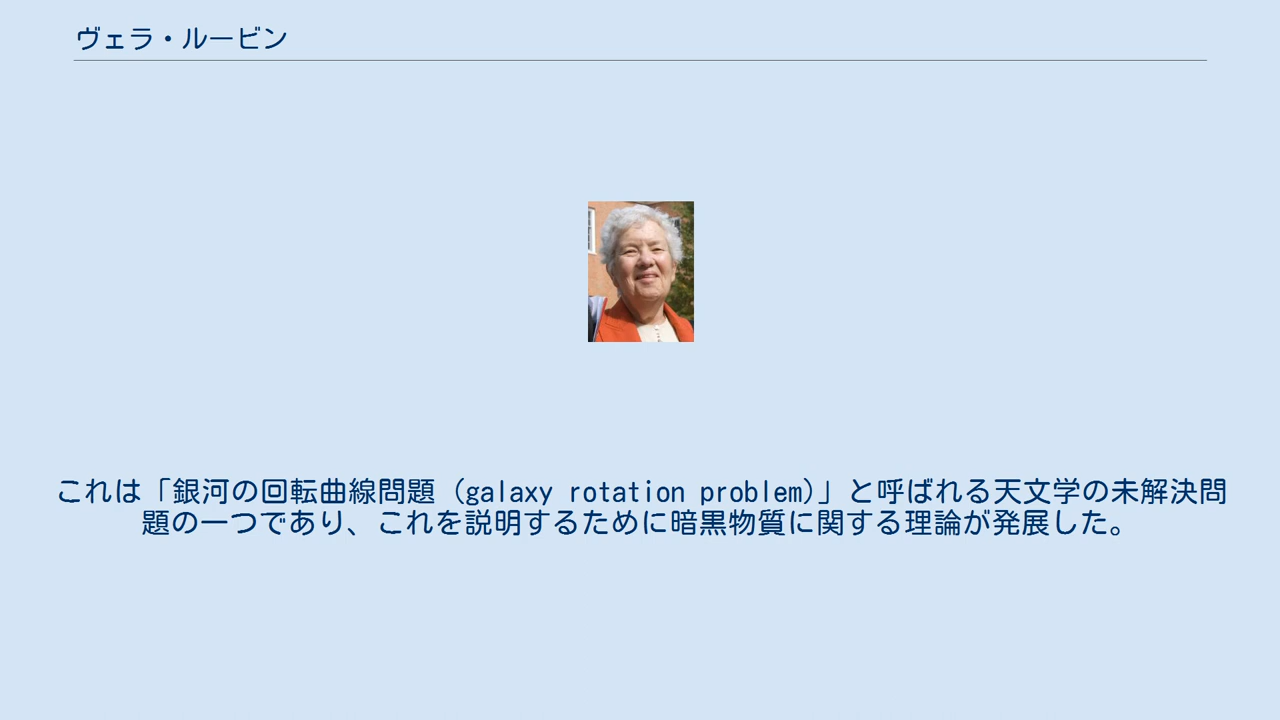 ヴェラ・ルービン
これは「銀河の回転曲線問題（galaxy rotation problem)」と呼ばれる天文学の未解決問
題の一つであり、これを説明するために暗黒物質に関する理論が発展した。